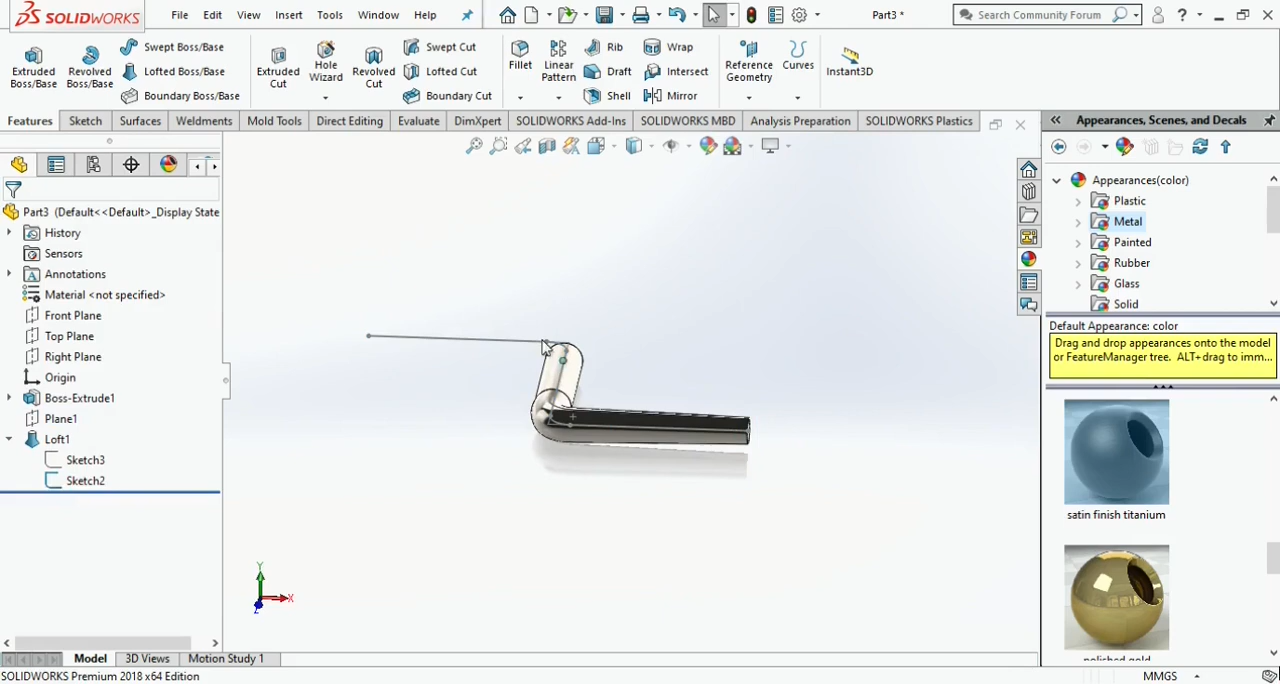 SOLIDWORKS File Edit View Insert Tools Window Help Part3 * Search Community Forum ?
Extruded Boss/Base
Revolved Boss/Base
Swept Boss/Base
Lofted Boss/Base
Boundary Boss/Base
Extruded Cut
Hole Wizard
Revolved Cut
Swept Cut
Lofted Cut
Boundary Cut
Fillet
Linear Pattern
Rib
Draft
Shell
Wrap
Intersect
Mirror
Reference Geometry
Curves
Instant3D
Features Sketch Surfaces Weldments Mold Tools Direct Editing Evaluate DimXpert SOLIDWORKS Add-Ins SOLIDWORKS MBD Analysis Preparation SOLIDWORKS Plastics
Part3 (Default<<Default>_Display State
History
Sensors
Annotations
Material <not specified>
Front Plane
Top Plane
Right Plane
Origin
Boss-Extrude1
Plane1
Loft1
Sketch3
Sketch2
Y
X
Z
Appearances, Scenes, and Decals
Appearances(color)
Plastic
Metal
Painted
Rubber
Glass
Solid
Default Appearance: color
Drag and drop appearances onto the model
or FeatureManager tree. ALT+drag to imm...
satin finish titanium
polished gold
Model 3D Views Motion Study 1
SOLIDWORKS Premium 2018 x64 Edition
MMGS